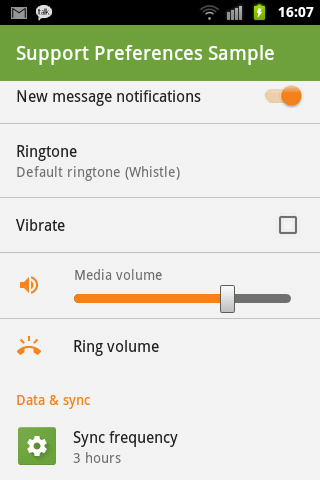 talk
16:07
Support Preferences Sample
New message notifications
Ringtone
Default ringtone (Whistle)
Vibrate
Media volume
Ring volume
Data & sync
Sync frequency
3 hours